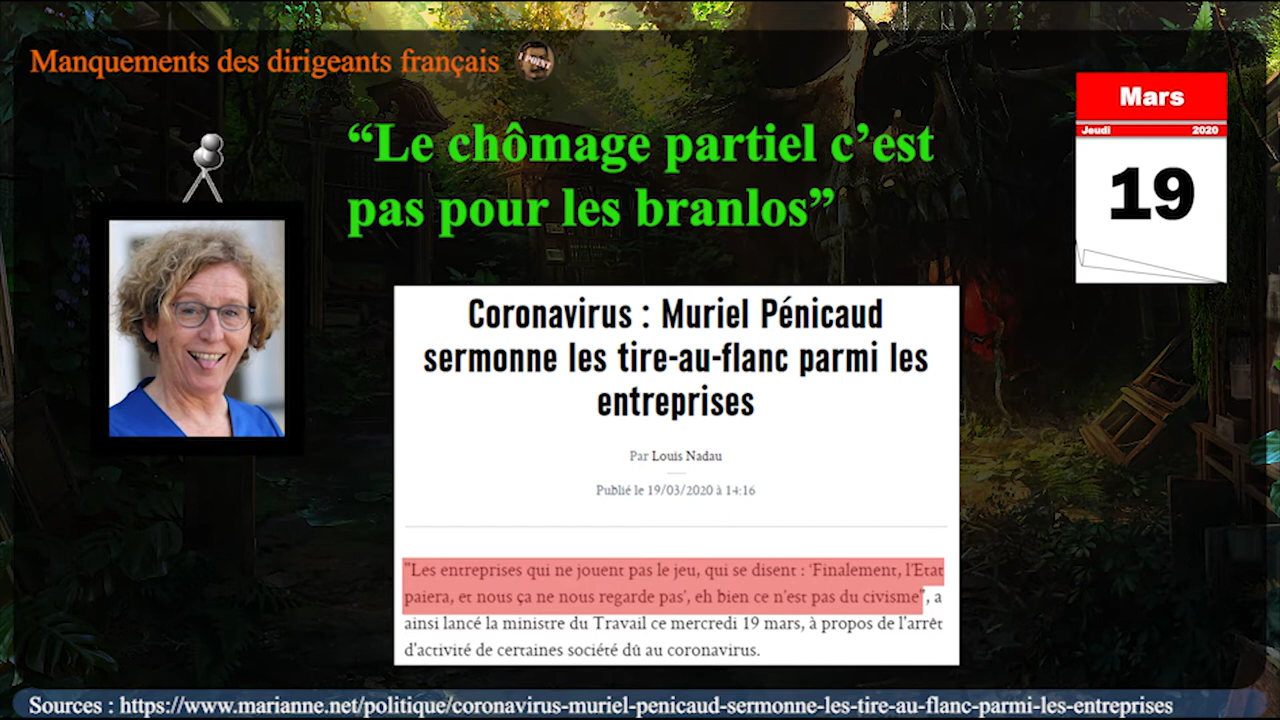 Manquements des dirigeants français
1 POINT
“Le chômage partiel c’est
pas pour les branlos”
Mars
Jeudi 2020
19
Coronavirus : Muriel Pénicaud
sermonne les tire-au-flanc parmi les
entreprises
Par Louis Nadau
Publié le 19/03/2020 à 14:16
"Les entreprises qui ne jouent pas le jeu, qui se disent : 'Finalement, l'Etat
paiera, et nous ça ne nous regarde pas', eh bien ce n'est pas du civisme", a
ainsi lancé la ministre du Travail ce mercredi 19 mars, à propos de l'arrêt
d'activité de certaines société dû au coronavirus.
Sources : https://www.marianne.net/politique/coronavirus-muriel-penicaud-sermonne-les-tire-au-flanc-parmi-les-entreprises